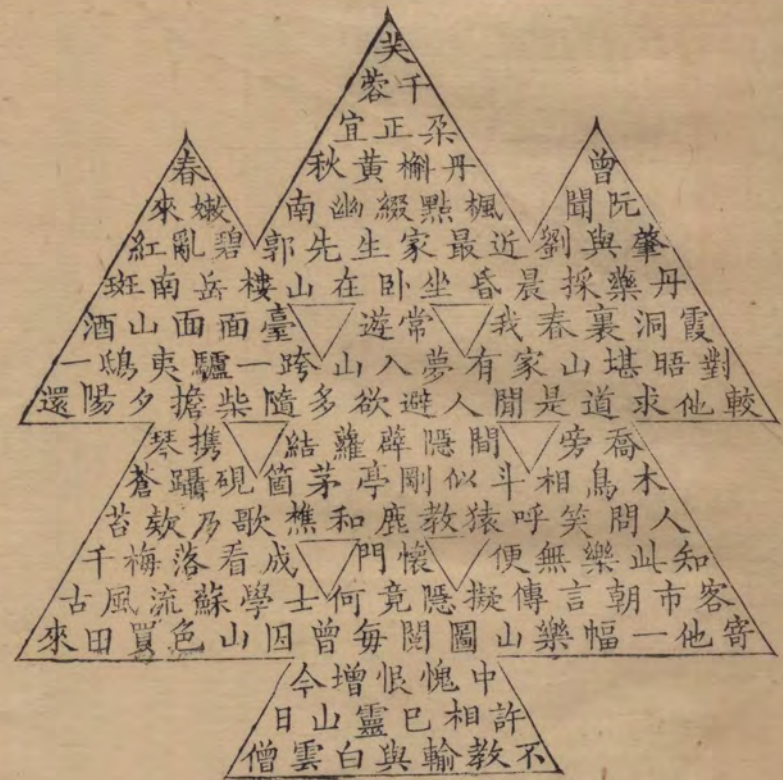 芙
蓉千
宜正朵
春 秋黄槲丹 曾
來嫩 南幽綴點楓 聞阮
紅亂碧郭先生家最近劉與肇
斑南岳樓山在卧坐昏晨採藥丹
酒山面面臺 遊常 我春裏洞霞
一鴟夷驢一跨山入夢有家山堪晤對
還陽夕擔柴隨多欲避人聞是道求他較
琴携 結蘿薜隱間 旁喬
蒼躡硯箇茅亭剛似斗相鳥木
苔欸乃歌樵和鹿教猿呼笑問人
千梅落看成 門懷 便無樂此知
古風流蘇學士何竟隱擬傳言朝市客
來田買色山囚曾每閱圖山樂幅一他寄
今增恨愧中
日山靈已相許
僧雲白與輸教不